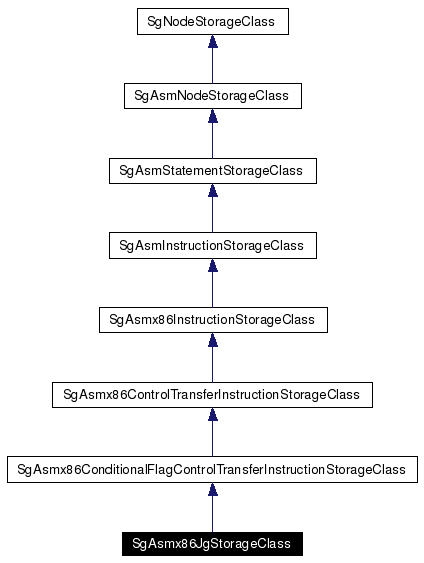 SgNodeStorageClass
SgAsmNodeStorageClass
SgAsmStatementStorageClass
SgAsmInstructionStorageClass
SgAsmx86InstructionStorageClass
SgAsmx86ControlTransferInstructionStorageClass
SgAsmx86ConditionalFlagControlTransferInstructionStorageClass
SgAsmx86JgStorageClass